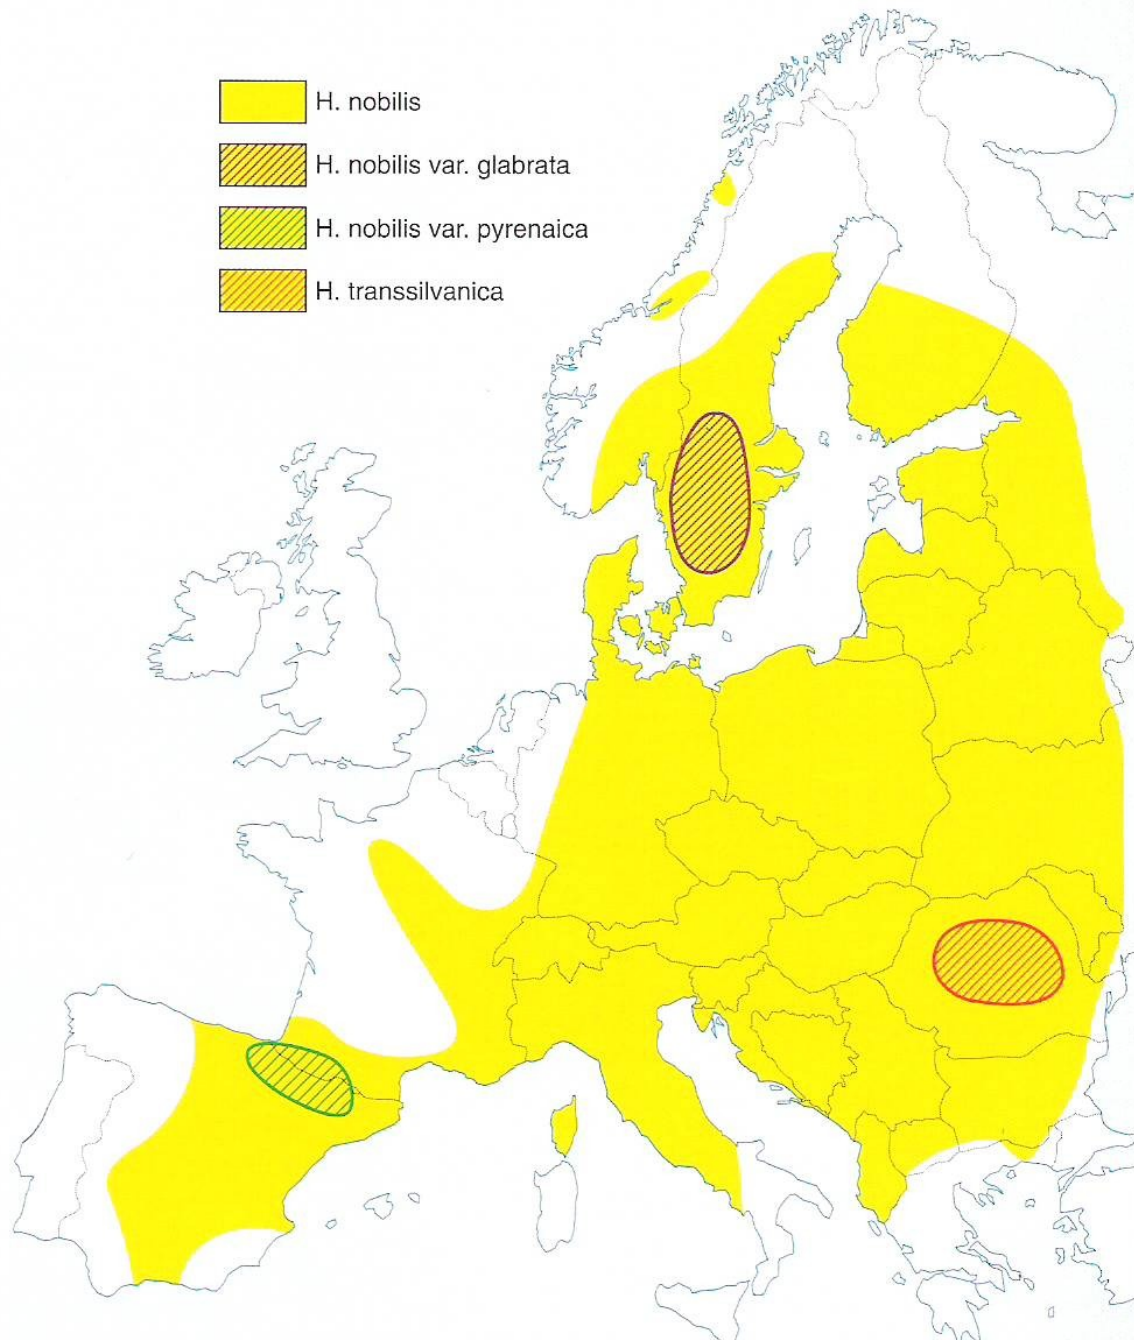 H. nobilis
H. nobilis var. glabrata
H. nobilis var. pyrenaica
H. transsilvanica